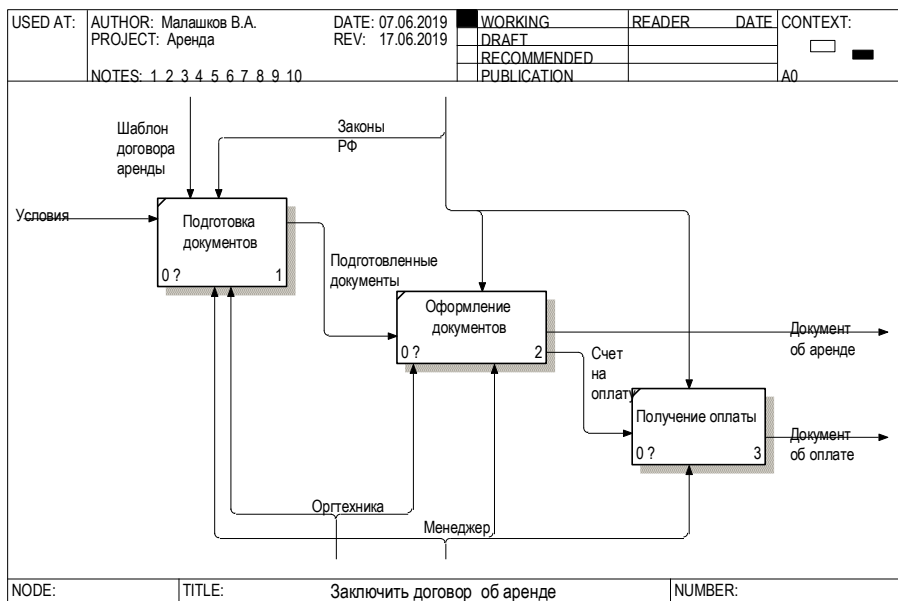 USED AT:
AUTHOR: Малашков В.А.
DATE: 07.06.2019
PROJECT: Аренда
REV: 17.06.2019
NOTES: 1 2 3 4 5 6 7 8 9 10
WORKING
DRAFT
RECOMMENDED
PUBLICATION
READER
DATE
CONTEXT:
A0
Шаблон
договора
аренды
Законы
РФ
Условия
Подготовка
документов
0 ?
1
Подготовленные
документы
Оформление
документов
0 ?
2
Документ
об аренде
Счет
на
оплату
Получение оплаты
0 ?
3
Документ
об оплате
Оргтехника
Менеджер
NODE:
TITLE:
Заключить договор об аренде
NUMBER: